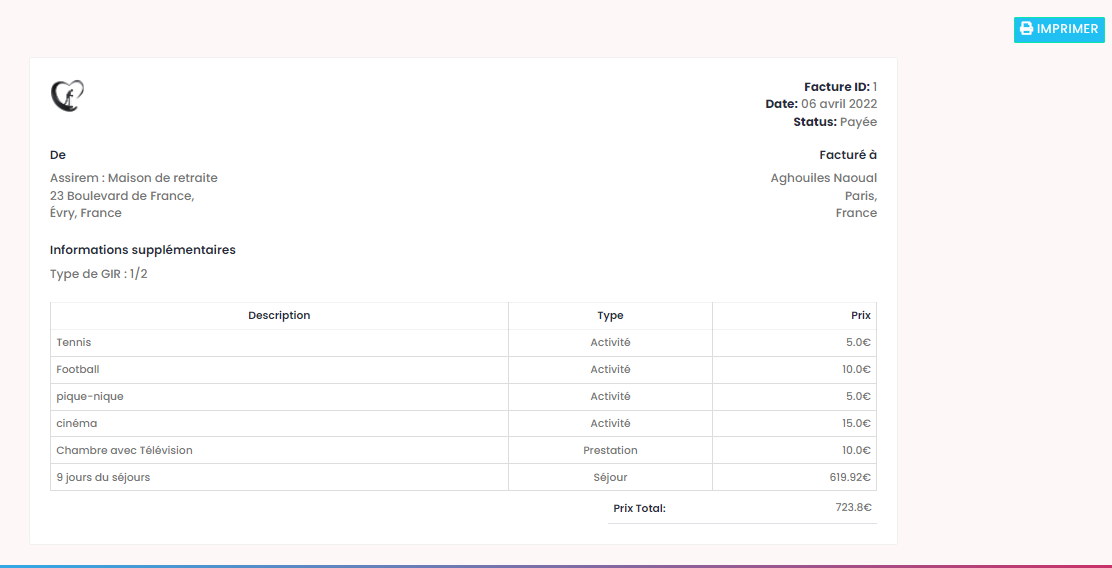 IMPRIMER
Facture ID: 1
Date: 06 avril 2022
Status: Payée
De
Assirem : Maison de retraite
23 Boulevard de France,
Évry, France
Facturé à
Aghouiles Naoual
Paris,
France
Informations supplémentaires
Type de GIR : 1/2
Description Type Prix
Tennis Activité 5.0€
Football Activité 10.0€
pique-nique Activité 5.0€
cinéma Activité 15.0€
Chambre avec Télévision Prestation 10.0€
9 jours du séjours Séjour 619.92€
Prix Total: 723.8€